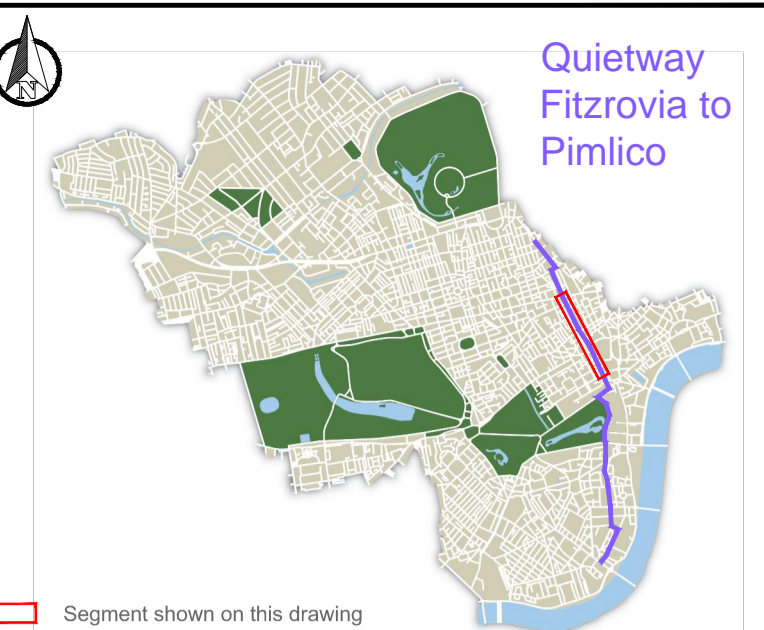 N
Quietway
Fitzrovia to
Pimlico
Segment shown on this drawing